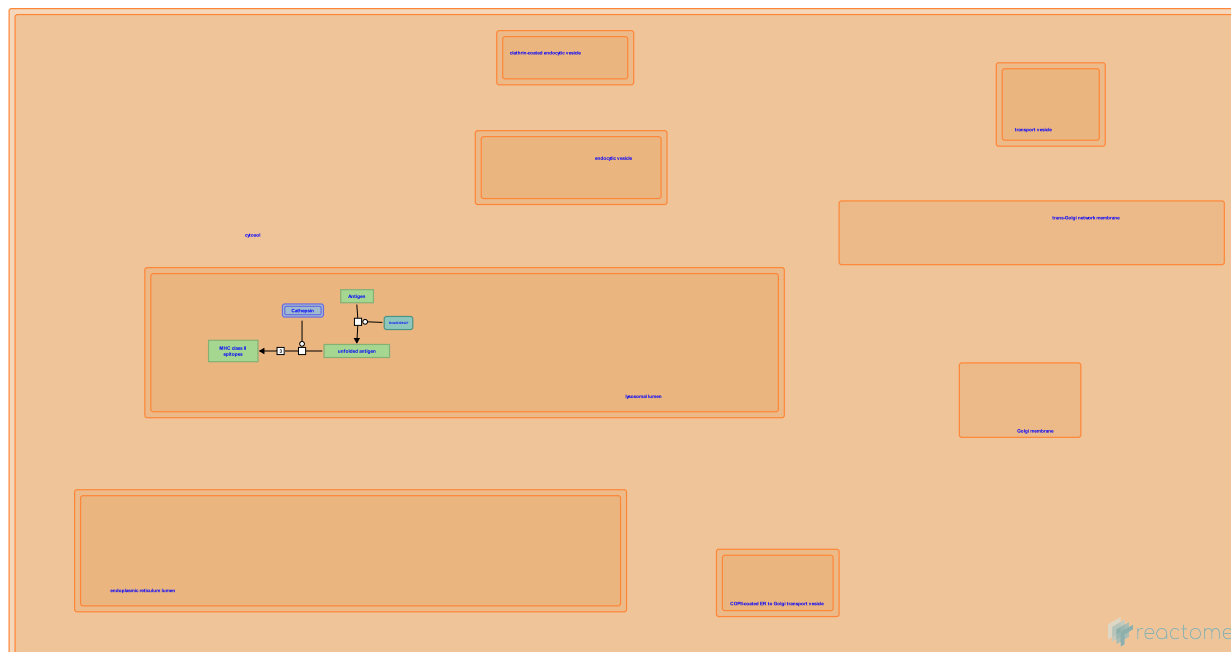 clathrin-coated endocytic vesicle
transport vesicle
endocytic vesicle
trans-Golgi network membrane
cytosol
Antigen
Cathepsin
MHC class II
epitopes
unfolded antigen
lysosomal lumen
Golgi membrane
endoplasmic reticulum lumen
COPII-coated ER to Golgi transport vesicle
reactome